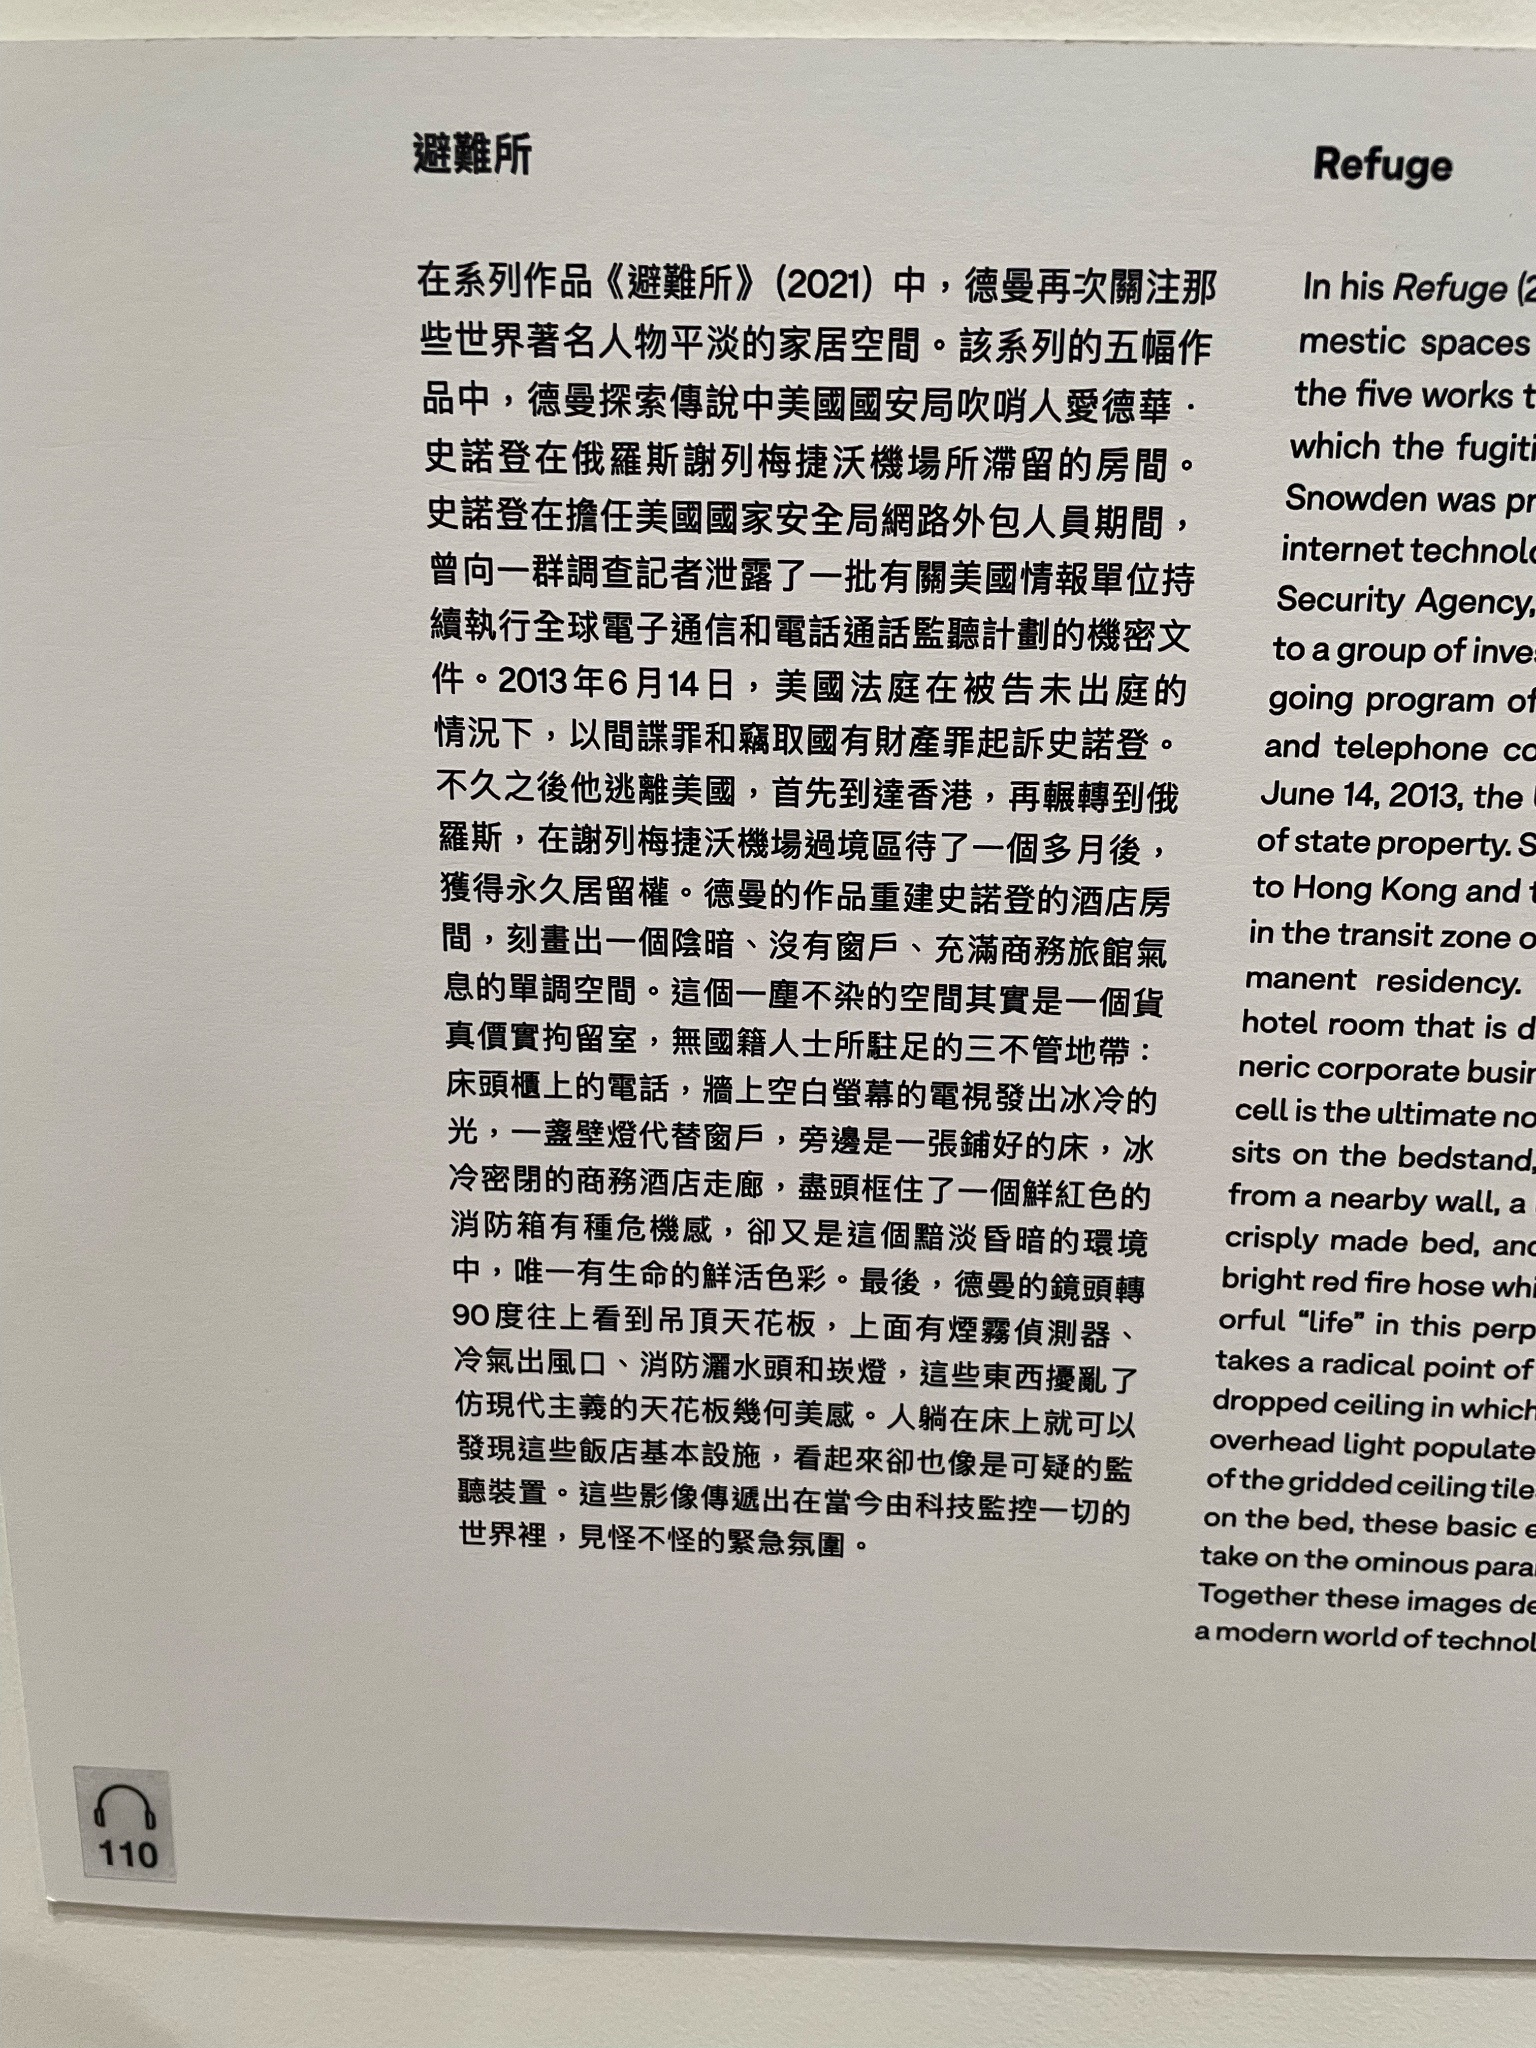 避難所
在系列作品《避難所》(2021) 中，德曼再次關注那
些世界著名人物平淡的家居空間。該系列的五幅作
品中，德曼探索傳說中美國國安局吹哨人愛德華·
史諾登在俄羅斯謝列梅捷沃機場所滯留的房間。
史諾登在擔任美國國家安全局網路外包人員期間，
曾向一群調查記者泄露了一批有關美國情報單位持
續執行全球電子通信和電話通話監聽計劃的機密文
件。2013年6月14日，美國法庭在被告未出庭的
情況下，以間諜罪和竊取國有財產罪起訴史諾登。
不久之後他逃離美國，首先到達香港，再輾轉到俄
羅斯，在謝列梅捷沃機場過境區待了一個多月後，
獲得永久居留權。德曼的作品重建史諾登的酒店房
間，刻畫出一個陰暗、沒有窗戶、充滿商務旅館氣
息的單調空間。這個一塵不染的空間其實是一個貨
真價實拘留室，無國籍人士所駐足的三不管地帶：
床頭櫃上的電話，牆上空白螢幕的電視發出冰冷的
光，一盞壁燈代替窗戶，旁邊是一張鋪好的床，冰
冷密閉的商務酒店走廊，盡頭框住了一個鮮紅色的
消防箱有種危機感，卻又是這個黯淡昏暗的環境
中，唯一有生命的鮮活色彩。最後，德曼的鏡頭轉
90度往上看到吊頂天花板，上面有煙霧偵測器、
冷氣出風口、消防灑水頭和崁燈，這些東西擾亂了
仿現代主義的天花板幾何美感。人躺在床上就可以
發現這些飯店基本設施，看起來卻也像是可疑的監
聽裝置。這些影像傳遞出在當今由科技監控一切的
世界裡，見怪不怪的緊急氛圍。
Refuge
In his Refuge (2
mestic spaces
the five works t
which the fugiti
Snowden was pr
internet technolo
Security Agency,
to a group of inves
going program of
and telephone co
June 14, 2013, the
of state property. S
to Hong Kong and t
in the transit zone o
manent residency.
hotel room that is d
neric corporate busin
cell is the ultimate no
sits on the bedstand,
from a nearby wall, a
crisply made bed, and
bright red fire hose whi
orful “life” in this perp
takes a radical point of
dropped ceiling in which
overhead light populate
of the gridded ceiling tile
on the bed, these basic e
take on the ominous para
Together these images de
a modern world of technol
110